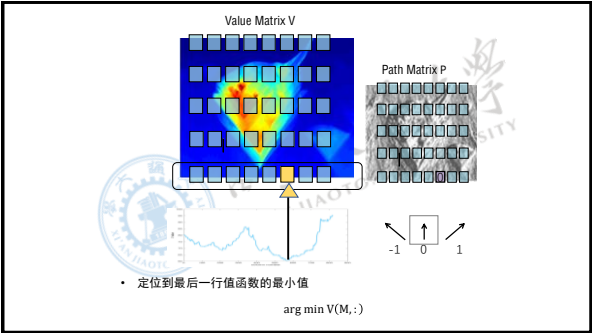 Value Matrix V
Path Matrix P
-1 0 1
• 定位到最后一行值函数的最小值
arg min V(M, : )